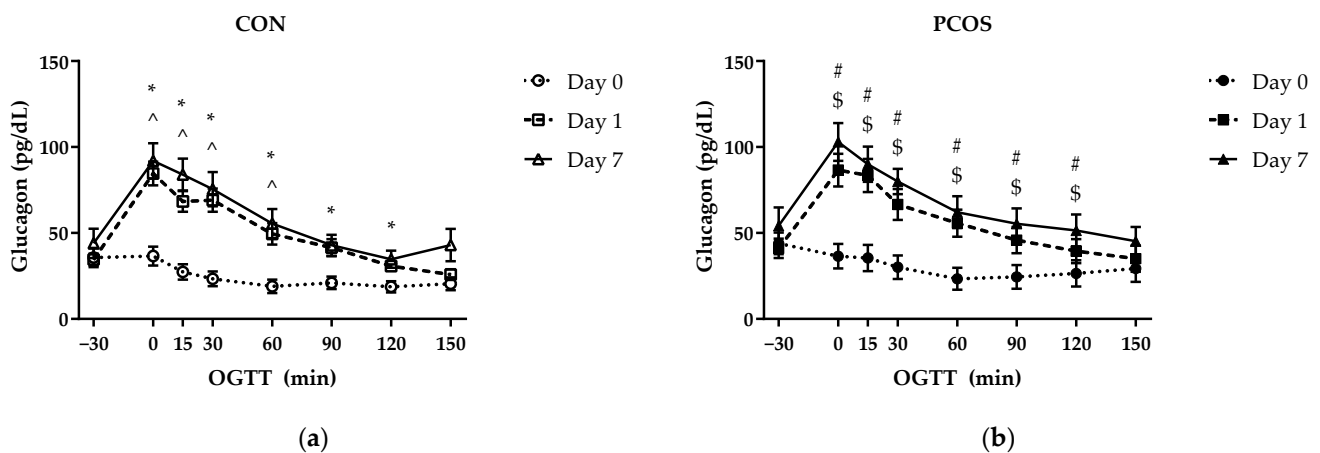 CON
150
100
50
0
Glucagon (pg/dL)
* * * * * *
^ ^ ^ ^
−30 0 15 30 60 90 120 150
OGTT (min)
Day 0
Day 1
Day 7
(a)
PCOS
150
100
50
0
Glucagon (pg/dL)
# # # # # #
$ $ $ $ $ $
−30 0 15 30 60 90 120 150
OGTT (min)
Day 0
Day 1
Day 7
(b)